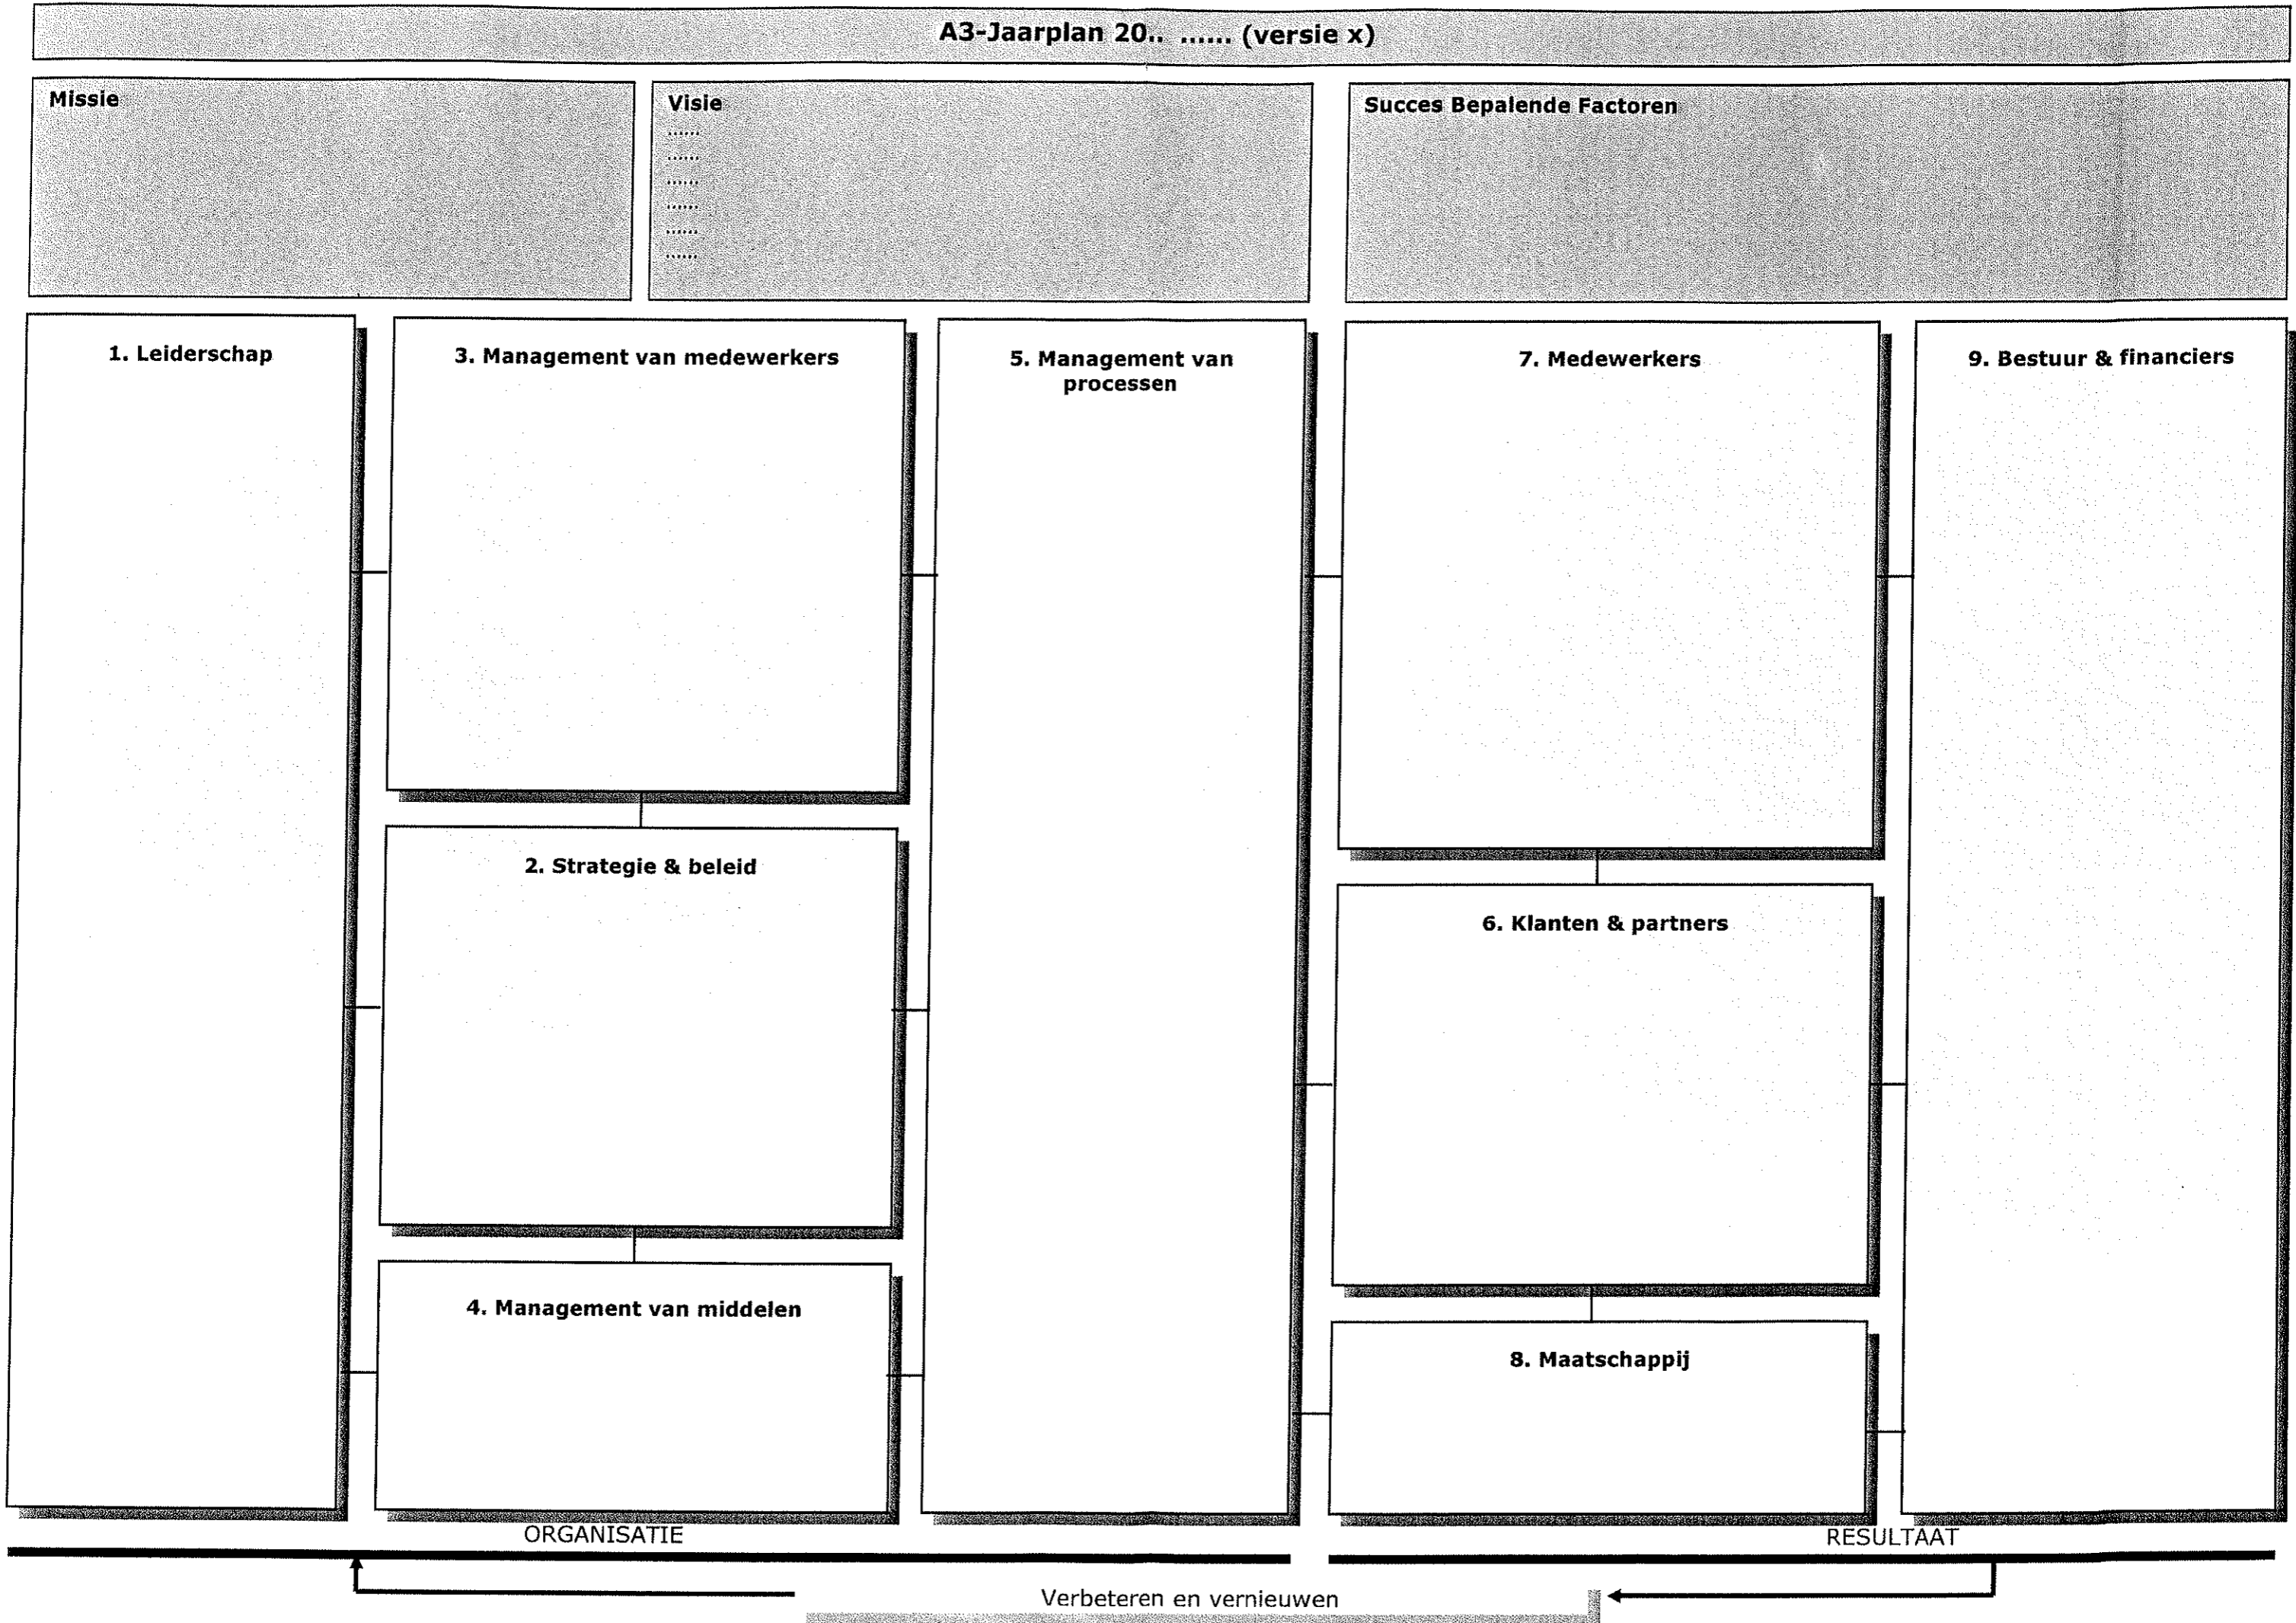 A3-Jaarplan 20.. ...... (versie x)
Missie
Visie
......
......
......
......
......
......
Succes Bepalende Factoren
1. Leiderschap
3. Management van medewerkers
5. Management van
processen
7. Medewerkers
9. Bestuur & financiers
2. Strategie & beleid
6. Klanten & partners
4. Management van middelen
8. Maatschappij
ORGANISATIE
RESULTAAT
Verbeteren en vernieuwen